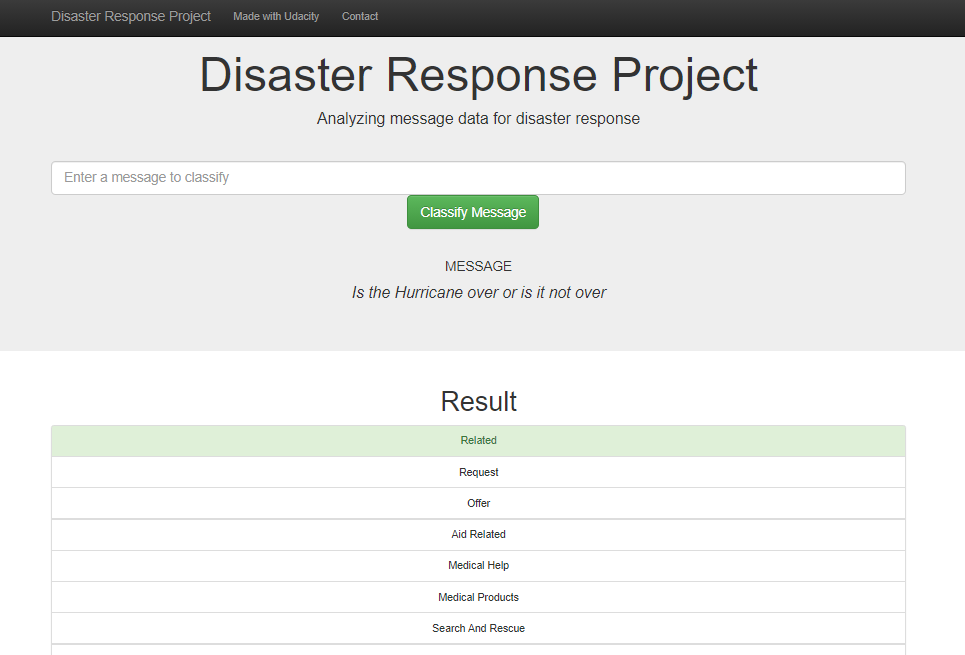 Disaster Response Project Made with Udacity Contact
Disaster Response Project
Analyzing message data for disaster response
Enter a message to classify
Classify Message
MESSAGE
Is the Hurricane over or is it not over
Result
Related
Request
Offer
Aid Related
Medical Help
Medical Products
Search And Rescue